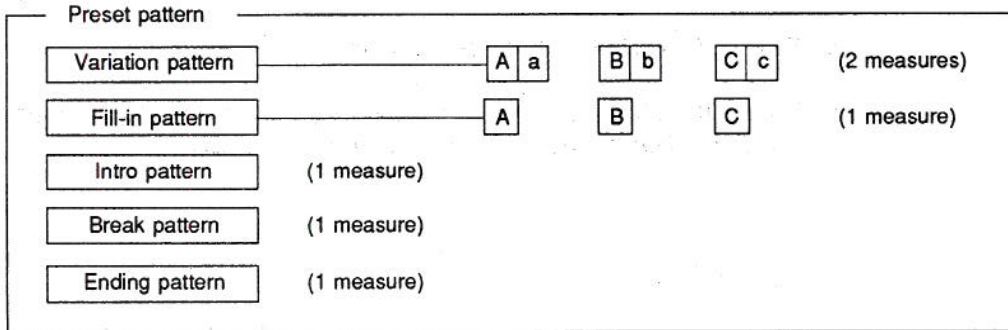 Preset pattern
Variation pattern A a B b C c (2 measures)
Fill-in pattern A B C (1 measure)
Intro pattern (1 measure)
Break pattern (1 measure)
Ending pattern (1 measure)